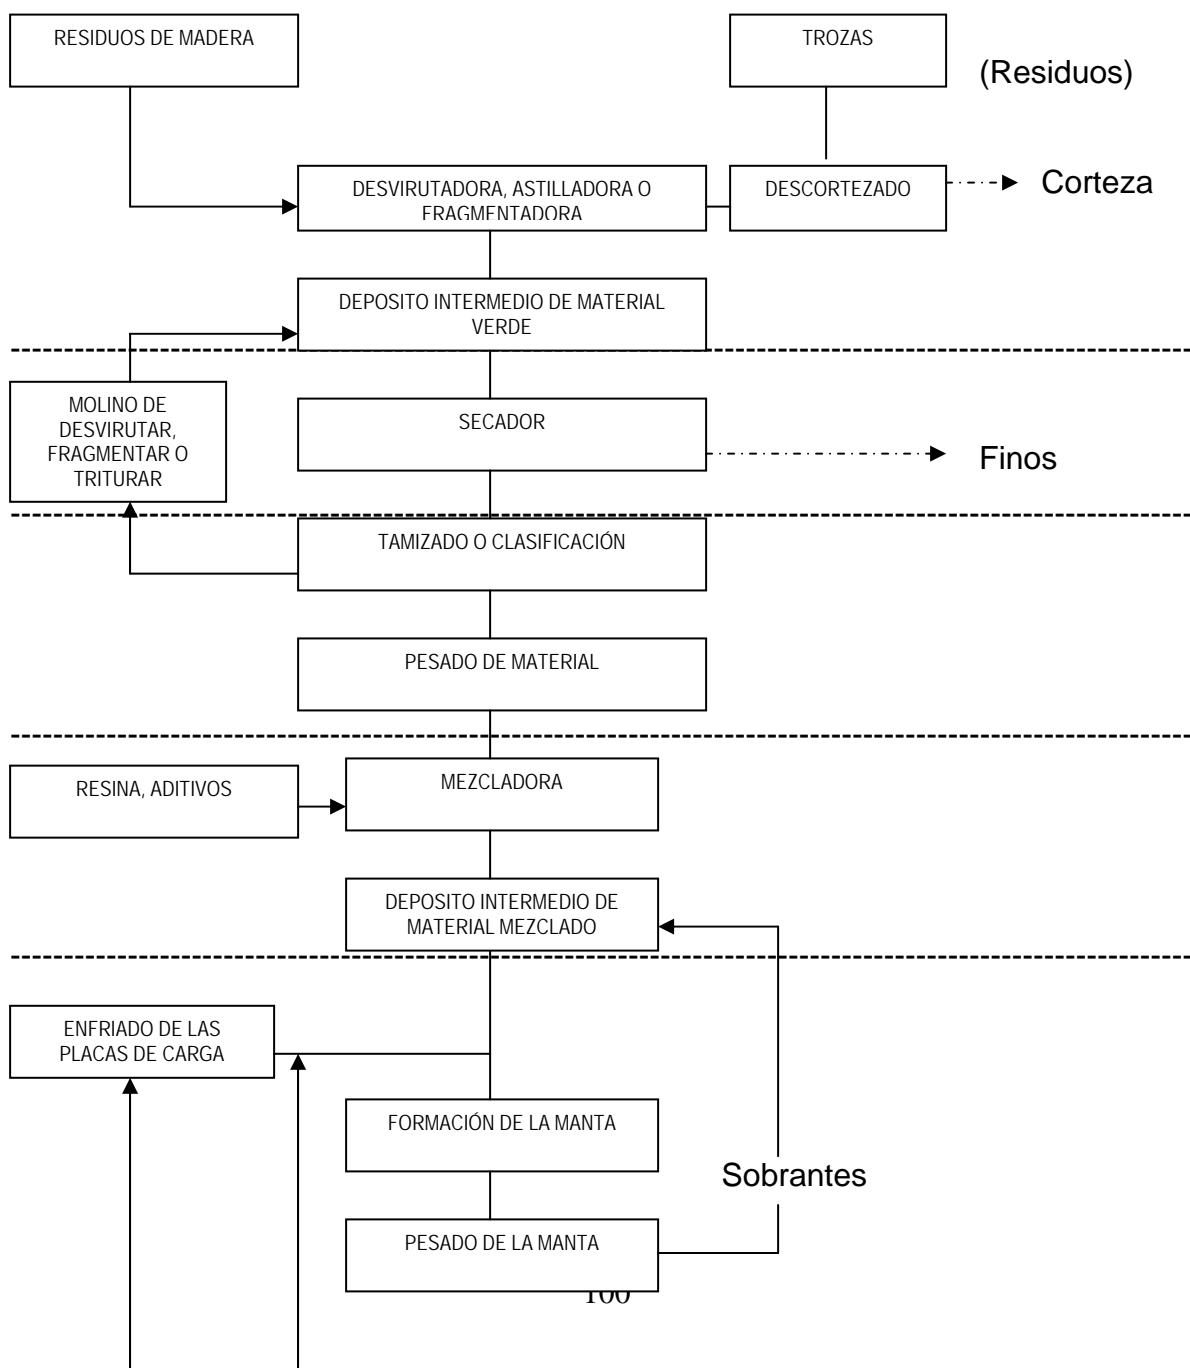 RESIDUOS DE MADERA
TROZAS
(Residuos)
DESVIRUTADORA, ASTILLADORA O
FRAGMENTADORA
DESCORTEZADO
Corteza
DEPOSITO INTERMEDIO DE MATERIAL
VERDE
MOLINO DE
DESVIRUTAR,
FRAGMENTAR O
TRITURAR
SECADOR
Finos
TAMIZADO O CLASIFICACIÓN
PESADO DE MATERIAL
RESINA, ADITIVOS
MEZCLADORA
DEPOSITO INTERMEDIO DE
MATERIAL MEZCLADO
ENFRIADO DE LAS
PLACAS DE CARGA
FORMACIÓN DE LA MANTA
Sobrantes
PESADO DE LA MANTA
100